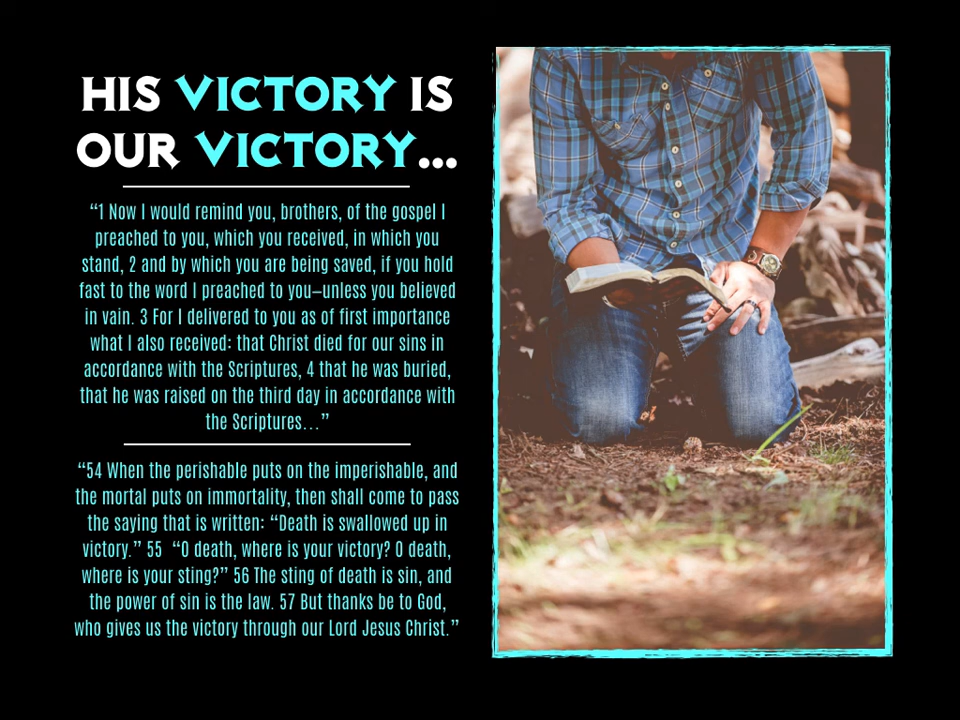 HIS VICTORY IS
OUR VICTORY...
“1 Now I would remind you, brothers, of the gospel I
preached to you, which you received, in which you
stand, 2 and by which you are being saved, if you hold
fast to the word I preached to you—unless you believed
in vain. 3 For I delivered to you as of first importance
what I also received: that Christ died for our sins in
accordance with the Scriptures, 4 that he was buried,
that he was raised on the third day in accordance with
the Scriptures…”
“54 When the perishable puts on the imperishable, and
the mortal puts on immortality, then shall come to pass
the saying that is written: “Death is swallowed up in
victory.” 55  “O death, where is your victory? O death,
where is your sting?” 56 The sting of death is sin, and
the power of sin is the law. 57 But thanks be to God,
who gives us the victory through our Lord Jesus Christ.”